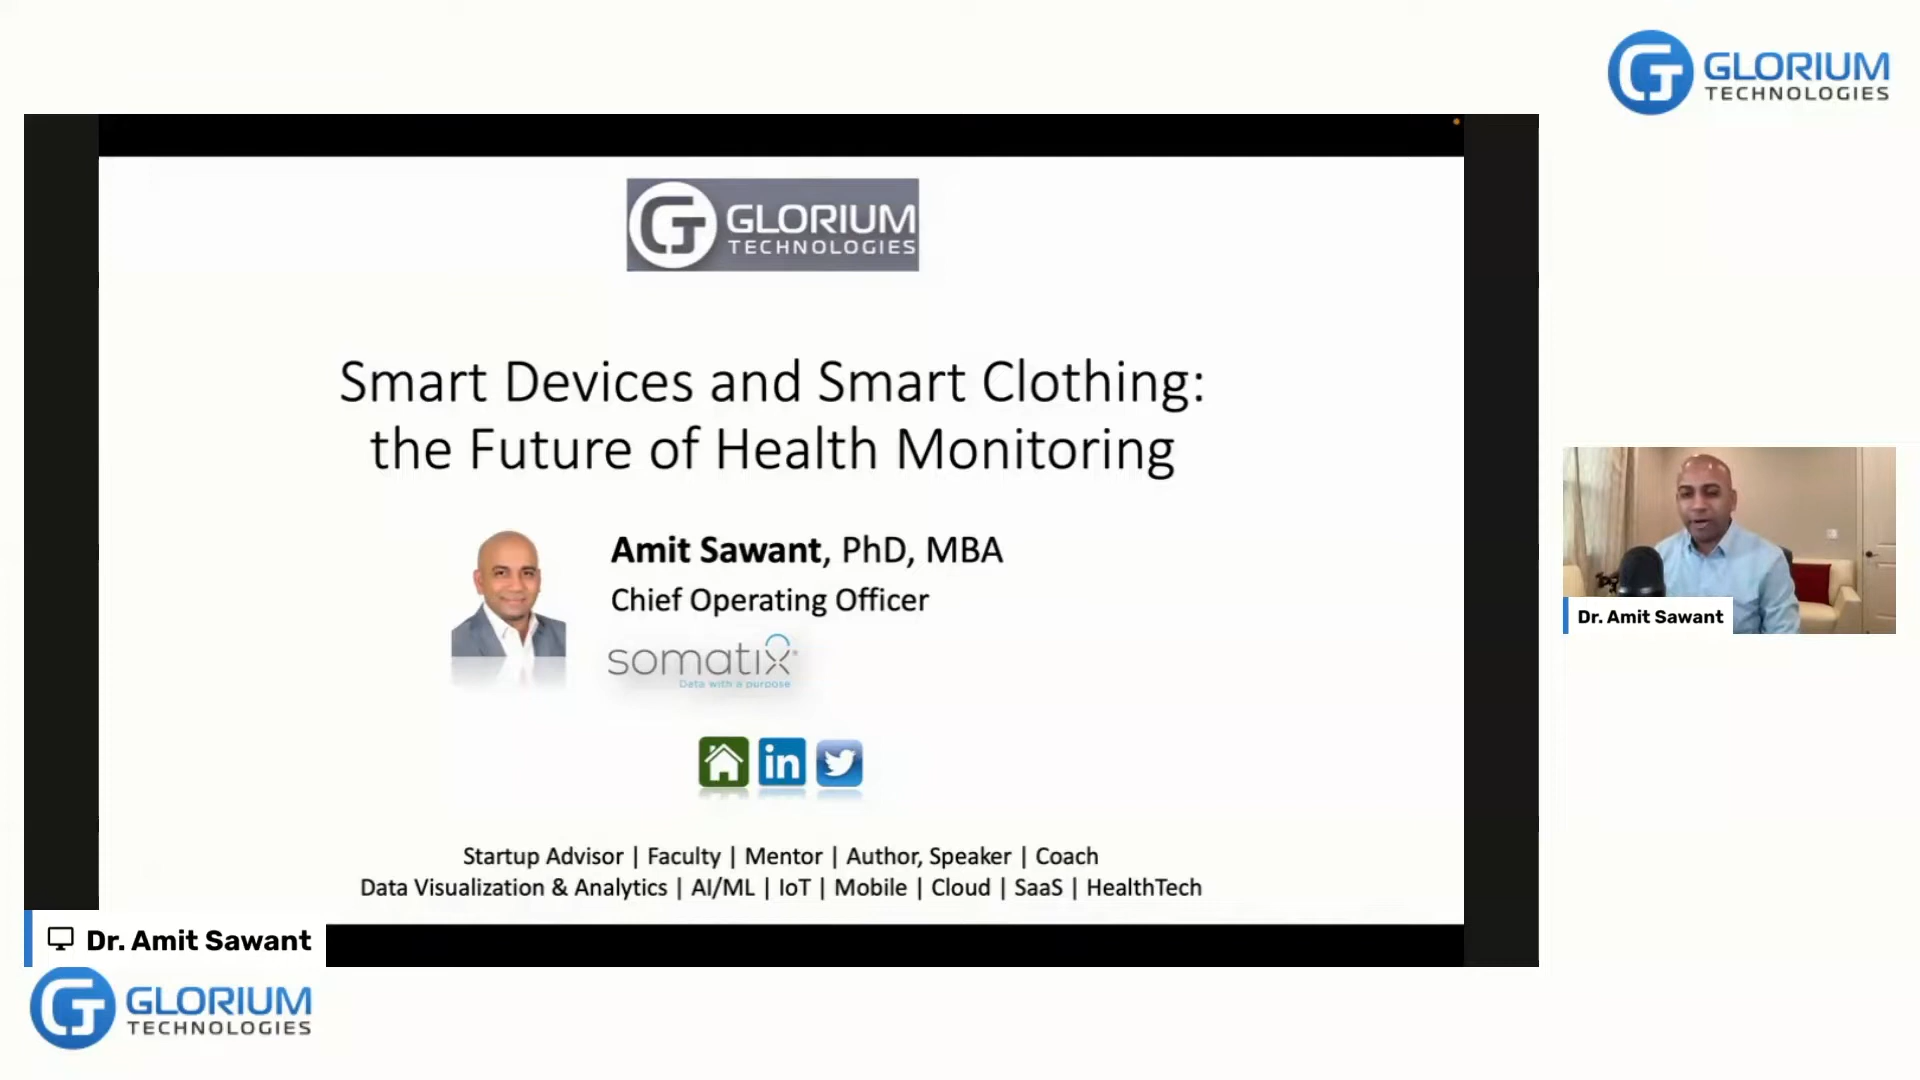 GLORIUM
TECHNOLOGIES
GLORIUM
TECHNOLOGIES
Smart Devices and Smart Clothing:
the Future of Health Monitoring
Amit Sawant, PhD, MBA
Chief Operating Officer
somatix
Data with a purpose
in
Startup Advisor | Faculty | Mentor | Author, Speaker | Coach
Data Visualization & Analytics | AI/ML | IoT | Mobile | Cloud | SaaS | HealthTech
Dr. Amit Sawant
Dr. Amit Sawant
GLORIUM
TECHNOLOGIES